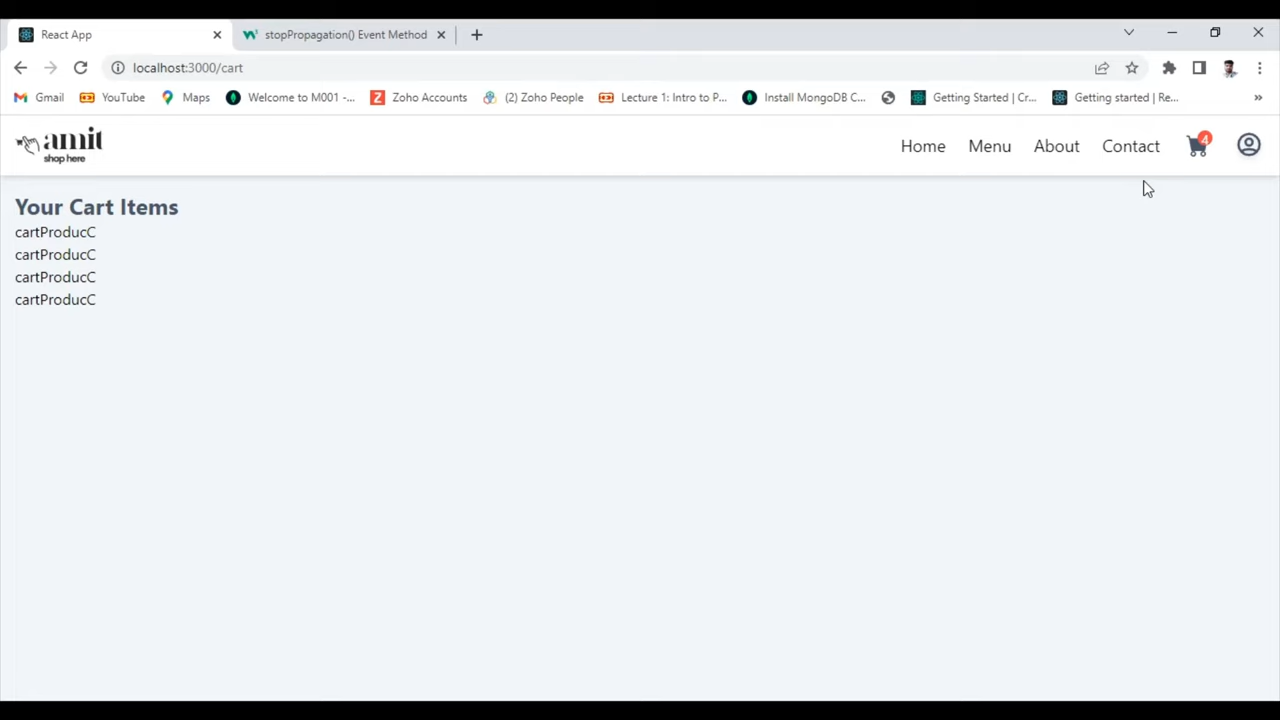 React App
stopPropagation() Event Method
localhost:3000/cart
Gmail
YouTube
Maps
Welcome to M001 -...
Zoho Accounts
(2) Zoho People
Lecture 1: Intro to P...
Install MongoDB C...
Getting Started | Cr...
Getting started | Re...
amit
shop here
Home
Menu
About
Contact
4
Your Cart Items
cartProducC
cartProducC
cartProducC
cartProducC